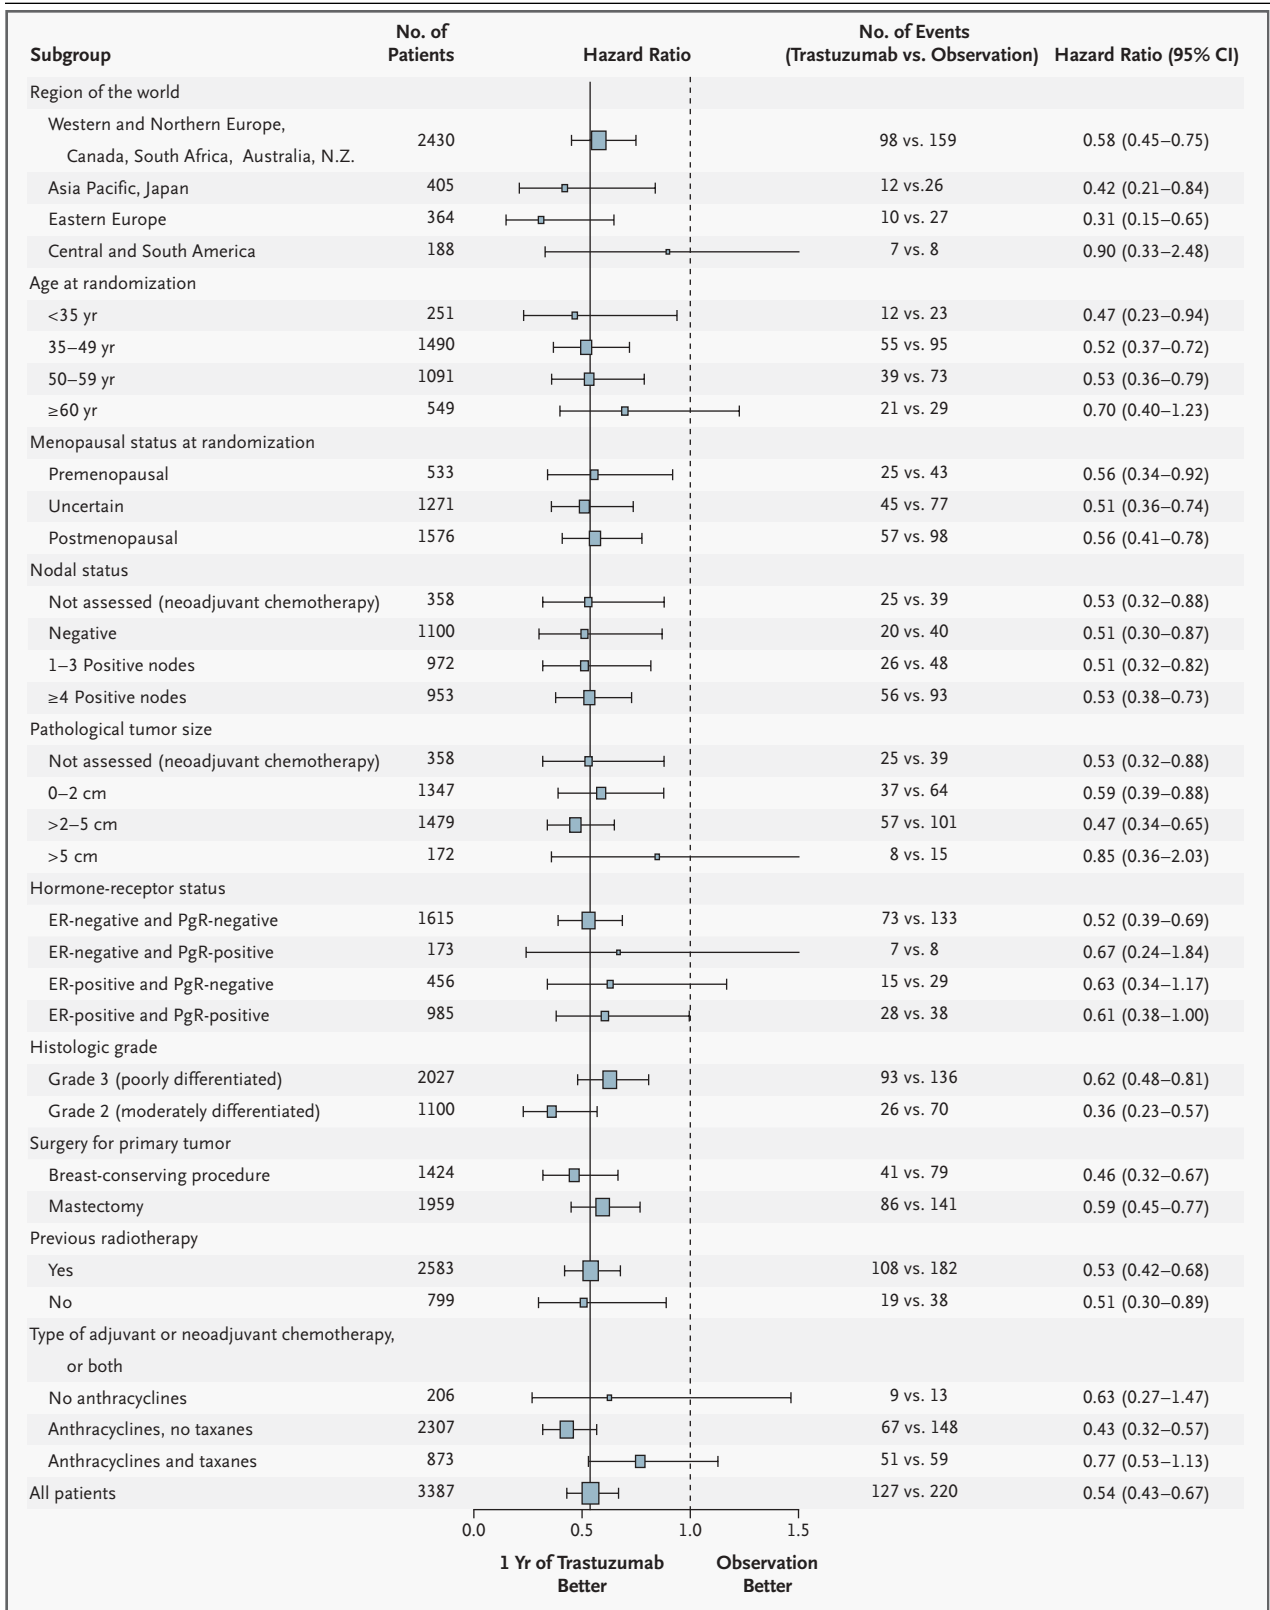 Subgroup No. of Patients Hazard Ratio No. of Events (Trastuzumab vs. Observation) Hazard Ratio (95% CI)
Region of the world
Western and Northern Europe,
Canada, South Africa, Australia, N.Z. 2430 98 vs. 159 0.58 (0.45–0.75)
Asia Pacific, Japan 405 12 vs.26 0.42 (0.21–0.84)
Eastern Europe 364 10 vs. 27 0.31 (0.15–0.65)
Central and South America 188 7 vs. 8 0.90 (0.33–2.48)
Age at randomization
<35 yr 251 12 vs. 23 0.47 (0.23–0.94)
35–49 yr 1490 55 vs. 95 0.52 (0.37–0.72)
50–59 yr 1091 39 vs. 73 0.53 (0.36–0.79)
≥60 yr 549 21 vs. 29 0.70 (0.40–1.23)
Menopausal status at randomization
Premenopausal 533 25 vs. 43 0.56 (0.34–0.92)
Uncertain 1271 45 vs. 77 0.51 (0.36–0.74)
Postmenopausal 1576 57 vs. 98 0.56 (0.41–0.78)
Nodal status
Not assessed (neoadjuvant chemotherapy) 358 25 vs. 39 0.53 (0.32–0.88)
Negative 1100 20 vs. 40 0.51 (0.30–0.87)
1–3 Positive nodes 972 26 vs. 48 0.51 (0.32–0.82)
≥4 Positive nodes 953 56 vs. 93 0.53 (0.38–0.73)
Pathological tumor size
Not assessed (neoadjuvant chemotherapy) 358 25 vs. 39 0.53 (0.32–0.88)
0–2 cm 1347 37 vs. 64 0.59 (0.39–0.88)
>2–5 cm 1479 57 vs. 101 0.47 (0.34–0.65)
>5 cm 172 8 vs. 15 0.85 (0.36–2.03)
Hormone-receptor status
ER-negative and PgR-negative 1615 73 vs. 133 0.52 (0.39–0.69)
ER-negative and PgR-positive 173 7 vs. 8 0.67 (0.24–1.84)
ER-positive and PgR-negative 456 15 vs. 29 0.63 (0.34–1.17)
ER-positive and PgR-positive 985 28 vs. 38 0.61 (0.38–1.00)
Histologic grade
Grade 3 (poorly differentiated) 2027 93 vs. 136 0.62 (0.48–0.81)
Grade 2 (moderately differentiated) 1100 26 vs. 70 0.36 (0.23–0.57)
Surgery for primary tumor
Breast-conserving procedure 1424 41 vs. 79 0.46 (0.32–0.67)
Mastectomy 1959 86 vs. 141 0.59 (0.45–0.77)
Previous radiotherapy
Yes 2583 108 vs. 182 0.53 (0.42–0.68)
No 799 19 vs. 38 0.51 (0.30–0.89)
Type of adjuvant or neoadjuvant chemotherapy,
or both
No anthracyclines 206 9 vs. 13 0.63 (0.27–1.47)
Anthracyclines, no taxanes 2307 67 vs. 148 0.43 (0.32–0.57)
Anthracyclines and taxanes 873 51 vs. 59 0.77 (0.53–1.13)
All patients 3387 127 vs. 220 0.54 (0.43–0.67)
0.0 0.5 1.0 1.5
1 Yr of Trastuzumab Observation
Better Better